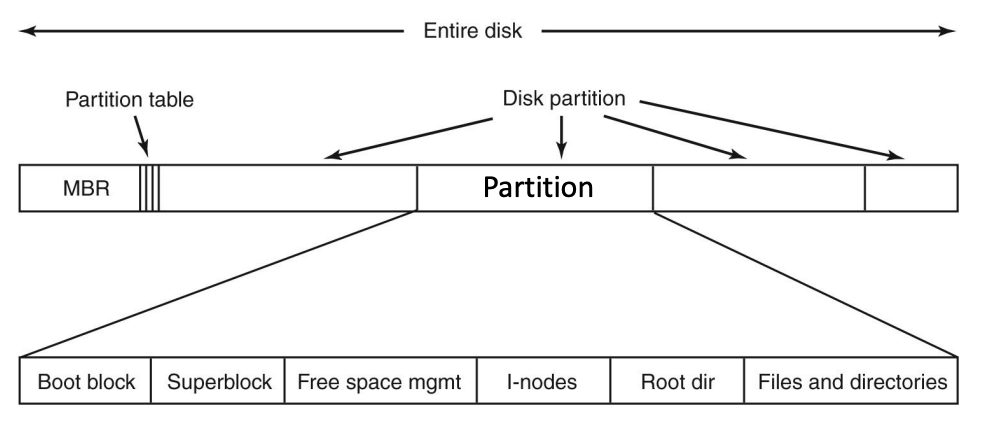 Entire disk
Partition table
Disk partition
MBR
Partition
Boot block
Superblock
Free space mgmt
I-nodes
Root dir
Files and directories